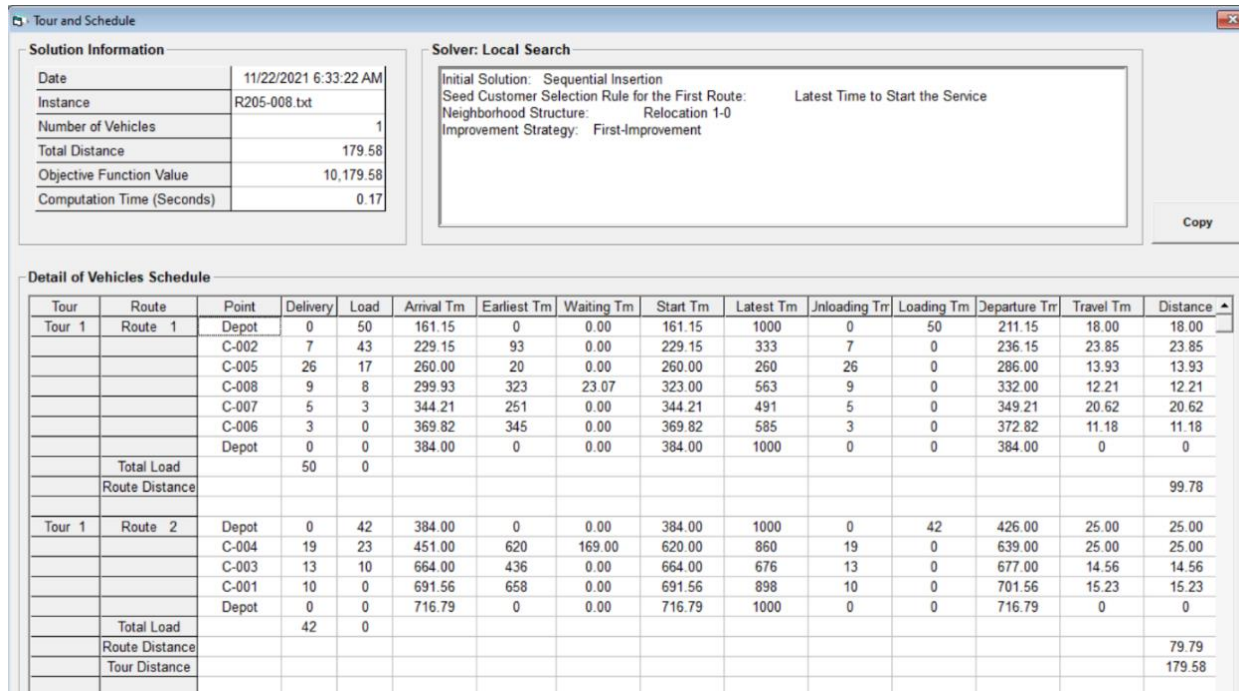 Tour and Schedule
Solution Information
Date 11/22/2021 6:33:22 AM
Instance R205-008.txt
Number of Vehicles 1
Total Distance 179.58
Objective Function Value 10,179.58
Computation Time (Seconds) 0.17
Solver: Local Search
Initial Solution: Sequential Insertion
Seed Customer Selection Rule for the First Route: Latest Time to Start the Service
Neighborhood Structure: Relocation 1-0
Improvement Strategy: First-Improvement
Copy
Detail of Vehicles Schedule
Tour Route Point Delivery Load Arrival Tm Earliest Tm Waiting Tm Start Tm Latest Tm Jnloading Tr Loading Tm Departure Tr Travel Tm Distance
Tour 1 Route 1 Depot 0 50 161.15 0 0.00 161.15 1000 0 50 211.15 18.00 18.00
C-002 7 43 229.15 93 0.00 229.15 333 7 0 236.15 23.85 23.85
C-005 26 17 260.00 20 0.00 260.00 260 26 0 286.00 13.93 13.93
C-008 9 8 299.93 323 23.07 323.00 563 9 0 332.00 12.21 12.21
C-007 5 3 344.21 251 0.00 344.21 491 5 0 349.21 20.62 20.62
C-006 3 0 369.82 345 0.00 369.82 585 3 0 372.82 11.18 11.18
Depot 0 0 384.00 0 0.00 384.00 1000 0 0 384.00 0 0
Total Load 50 0
Route Distance 99.78
Tour 1 Route 2 Depot 0 42 384.00 0 0.00 384.00 1000 0 42 426.00 25.00 25.00
C-004 19 23 451.00 620 169.00 620.00 860 19 0 639.00 25.00 25.00
C-003 13 10 664.00 436 0.00 664.00 676 13 0 677.00 14.56 14.56
C-001 10 0 691.56 658 0.00 691.56 898 10 0 701.56 15.23 15.23
Depot 0 0 716.79 0 0.00 716.79 1000 0 0 716.79 0 0
Total Load 42 0
Route Distance 79.79
Tour Distance 179.58